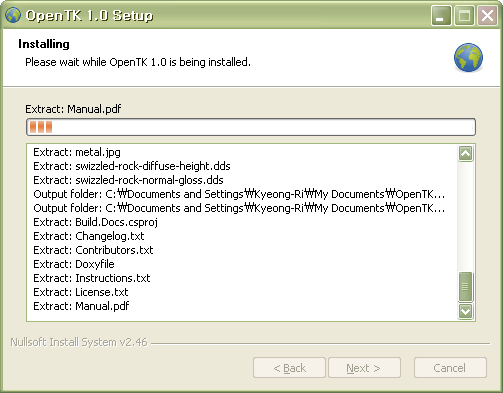 OpenTK 1.0 Setup
Installing
Please wait while OpenTK 1.0 is being installed.
Extract: Manual.pdf
Extract: metal.jpg
Extract: swizzled-rock-diffuse-height.dds
Extract: swizzled-rock-normal-gloss.dds
Output folder: C:₩Documents and Settings₩Kyeong-Ri₩My Documents₩OpenTK...
Output folder: C:₩Documents and Settings₩Kyeong-Ri₩My Documents₩OpenTK...
Extract: Build.Docs.csproj
Extract: Changelog.txt
Extract: Contributors.txt
Extract: Doxyfile
Extract: Instructions.txt
Extract: License.txt
Extract: Manual.pdf
Nullsoft Install System v2.46
< Back Next > Cancel